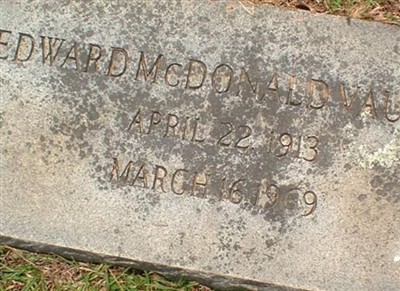 EDWARD McDONALD VAU
APRIL 22, 1913
MARCH 16, 1969